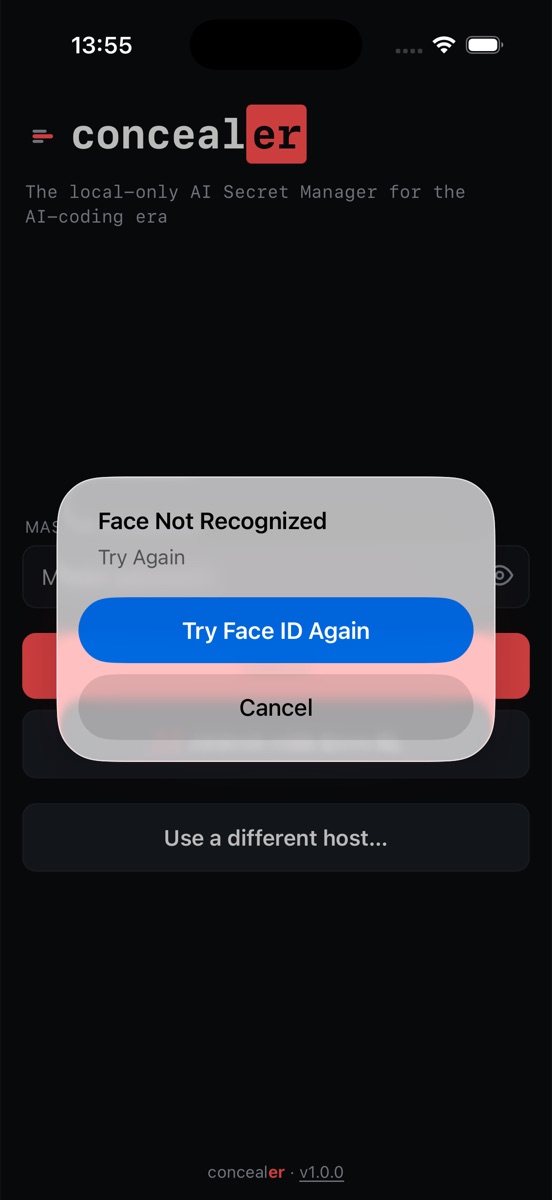 13:55
concealer
The local-only AI Secret Manager for the
AI-coding era
Face Not Recognized
Try Again
Try Face ID Again
Cancel
Use a different host...
concealer · v1.0.0